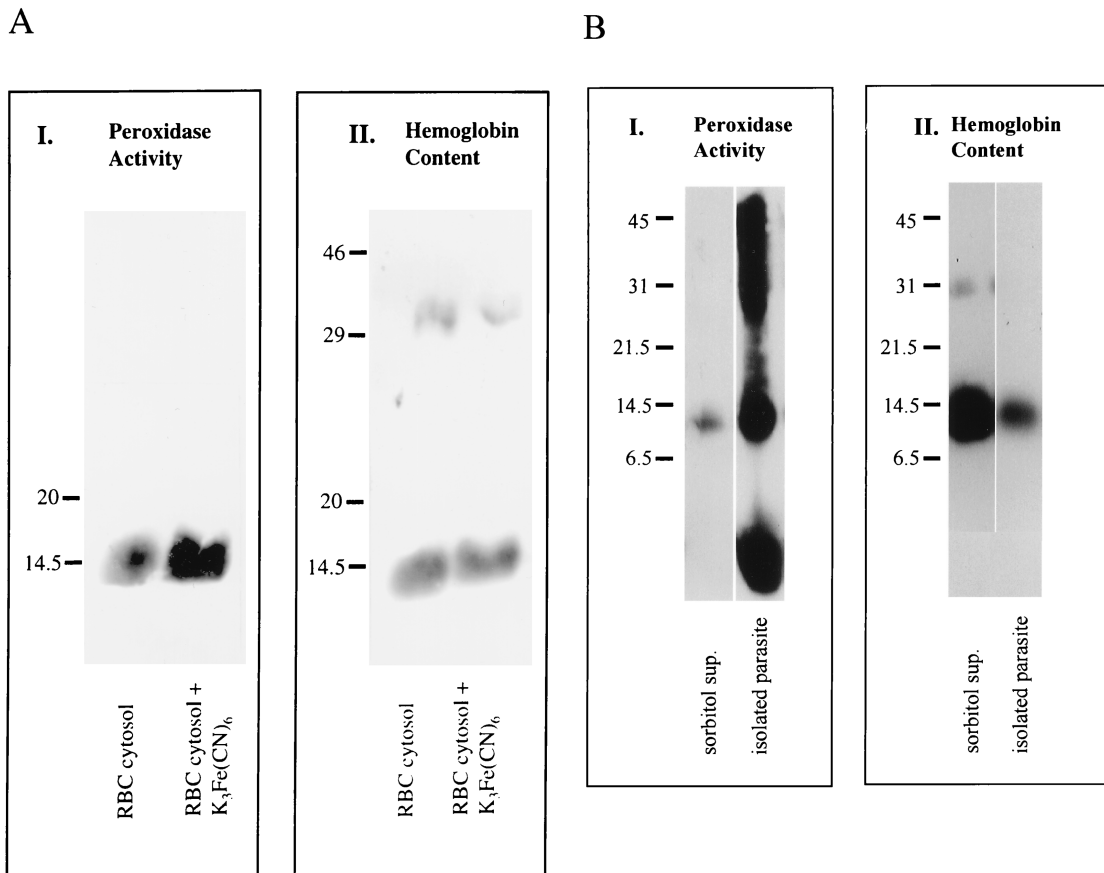 A
B
I. Peroxidase
Activity
20
14.5
RBC cytosol
RBC cytosol +
K₃Fe(CN)₆
II. Hemoglobin
Content
46
29
20
14.5
RBC cytosol
RBC cytosol +
K₃Fe(CN)₆
I. Peroxidase
Activity
45
31
21.5
14.5
6.5
sorbitol sup.
isolated parasite
II. Hemoglobin
Content
45
31
21.5
14.5
6.5
sorbitol sup.
isolated parasite